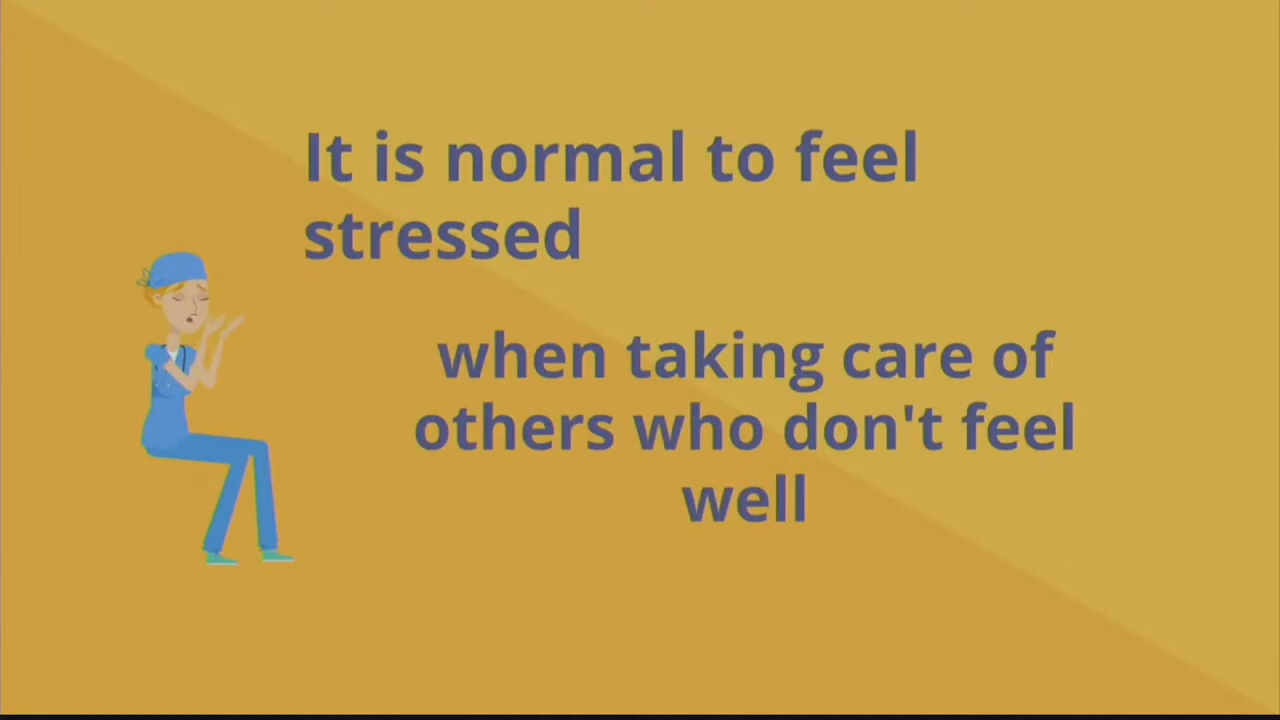 It is normal to feel
stressed
when taking care of
others who don't feel
well